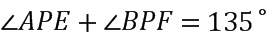 ∠APE + ∠BPF = 135°